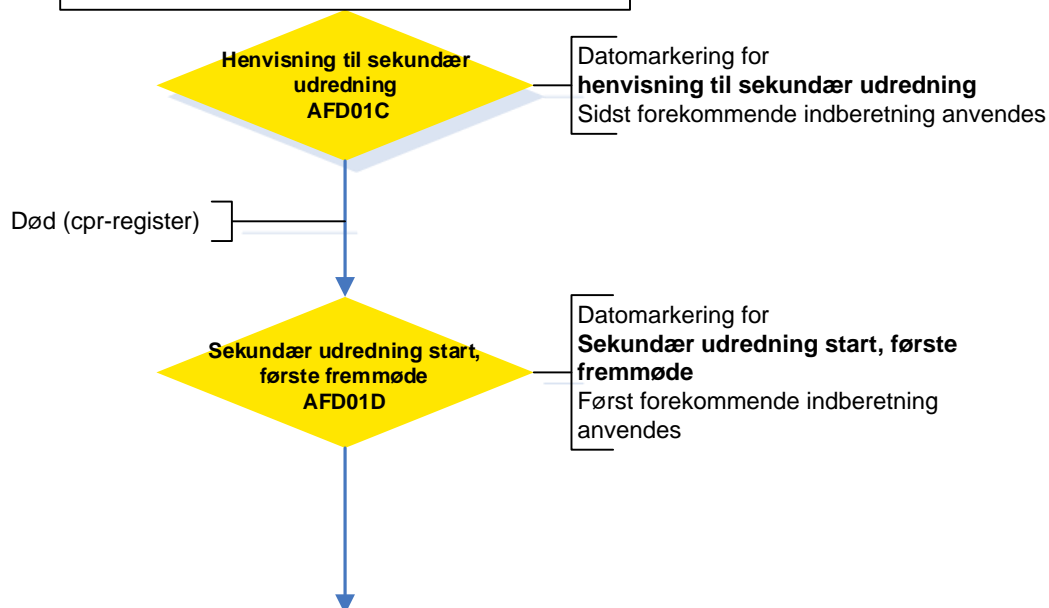 Henvisning til sekundær
udredning
AFD01C
Datomarkering for
henvisning til sekundær udredning
Sidst forekommende indberetning anvendes
Død (cpr-register)
Sekundær udredning start,
første fremmøde
AFD01D
Datomarkering for
Sekundær udredning start, første
fremmøde
Først forekommende indberetning
anvendes